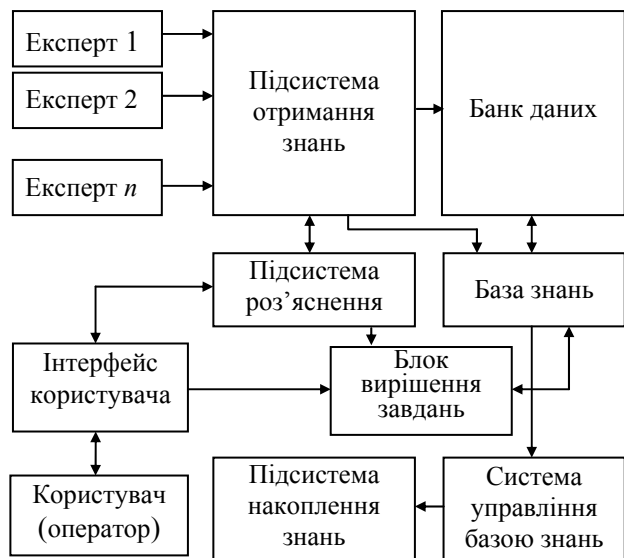 Експерт 1
Експерт 2
Експерт n
Підсистема
отримання
знань
Банк даних
Підсистема
роз’яснення
База знань
Інтерфейс
користувача
Блок
вирішення
завдань
Користувач
(оператор)
Підсистема
накоплення
знань
Система
управління
базою знань